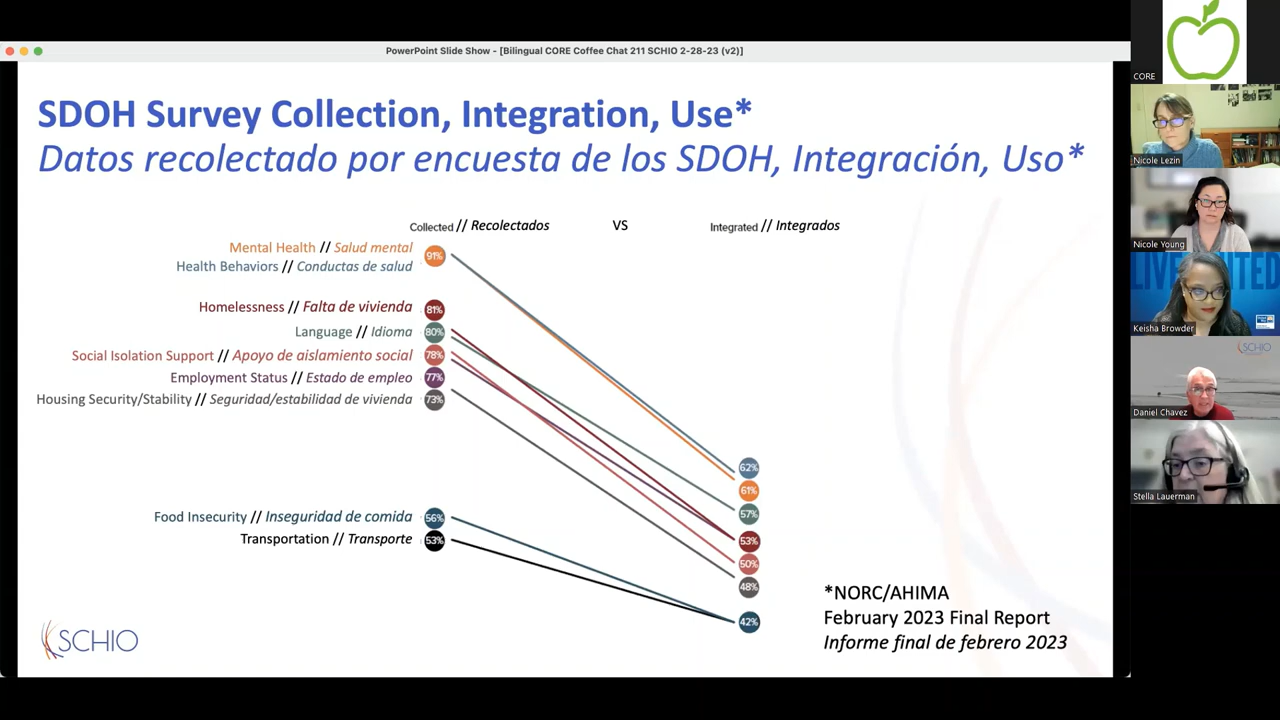 PowerPoint Slide Show - [Bilingual CORE Coffee Chat 211 SCHIO 2-28-23 (v2)]
SDOH Survey Collection, Integration, Use*
Datos recolectado por encuesta de los SDOH, Integración, Uso*
Collected // Recolectados VS Integrated // Integrados
Mental Health // Salud mental
91%
Health Behaviors // Conductas de salud
Homelessness // Falta de vivienda 81%
Language // Idioma 80%
Social Isolation Support // Apoyo de aislamiento social 78%
Employment Status // Estado de empleo 77%
Housing Security/Stability // Seguridad/estabilidad de vivienda 73%
62%
61%
57%
53%
50%
48%
42%
Food Insecurity // Inseguridad de comida 56%
Transportation // Transporte 53%
*NORC/AHIMA
February 2023 Final Report
Informe final de febrero 2023
SCHIO
CORE
Nicole Lezin
Nicole Young
Keisha Browder
SCHIO
Daniel Chavez
Stella Lauerman